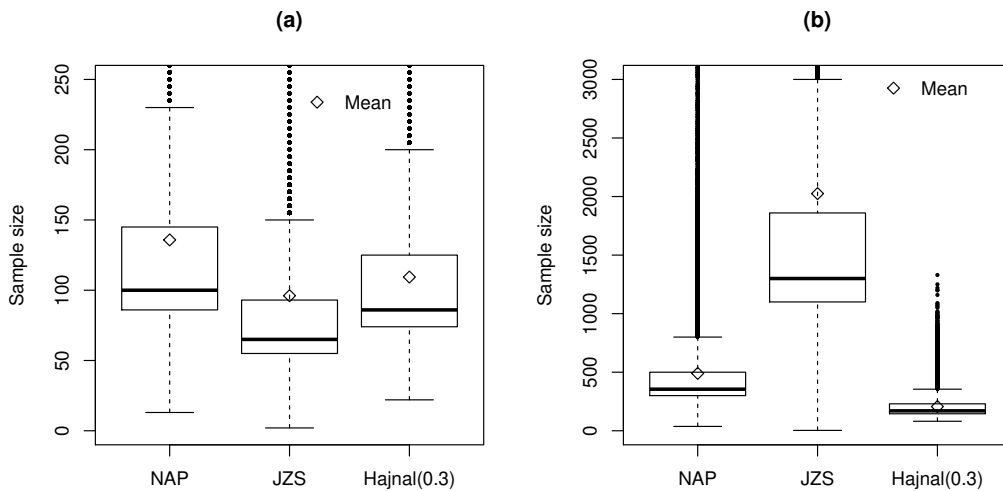 (a)
Sample size
0
50
100
150
200
250
Mean
NAP
JZS
Hajnal(0.3)
(b)
Sample size
0
500
1000
1500
2000
2500
3000
Mean
NAP
JZS
Hajnal(0.3)